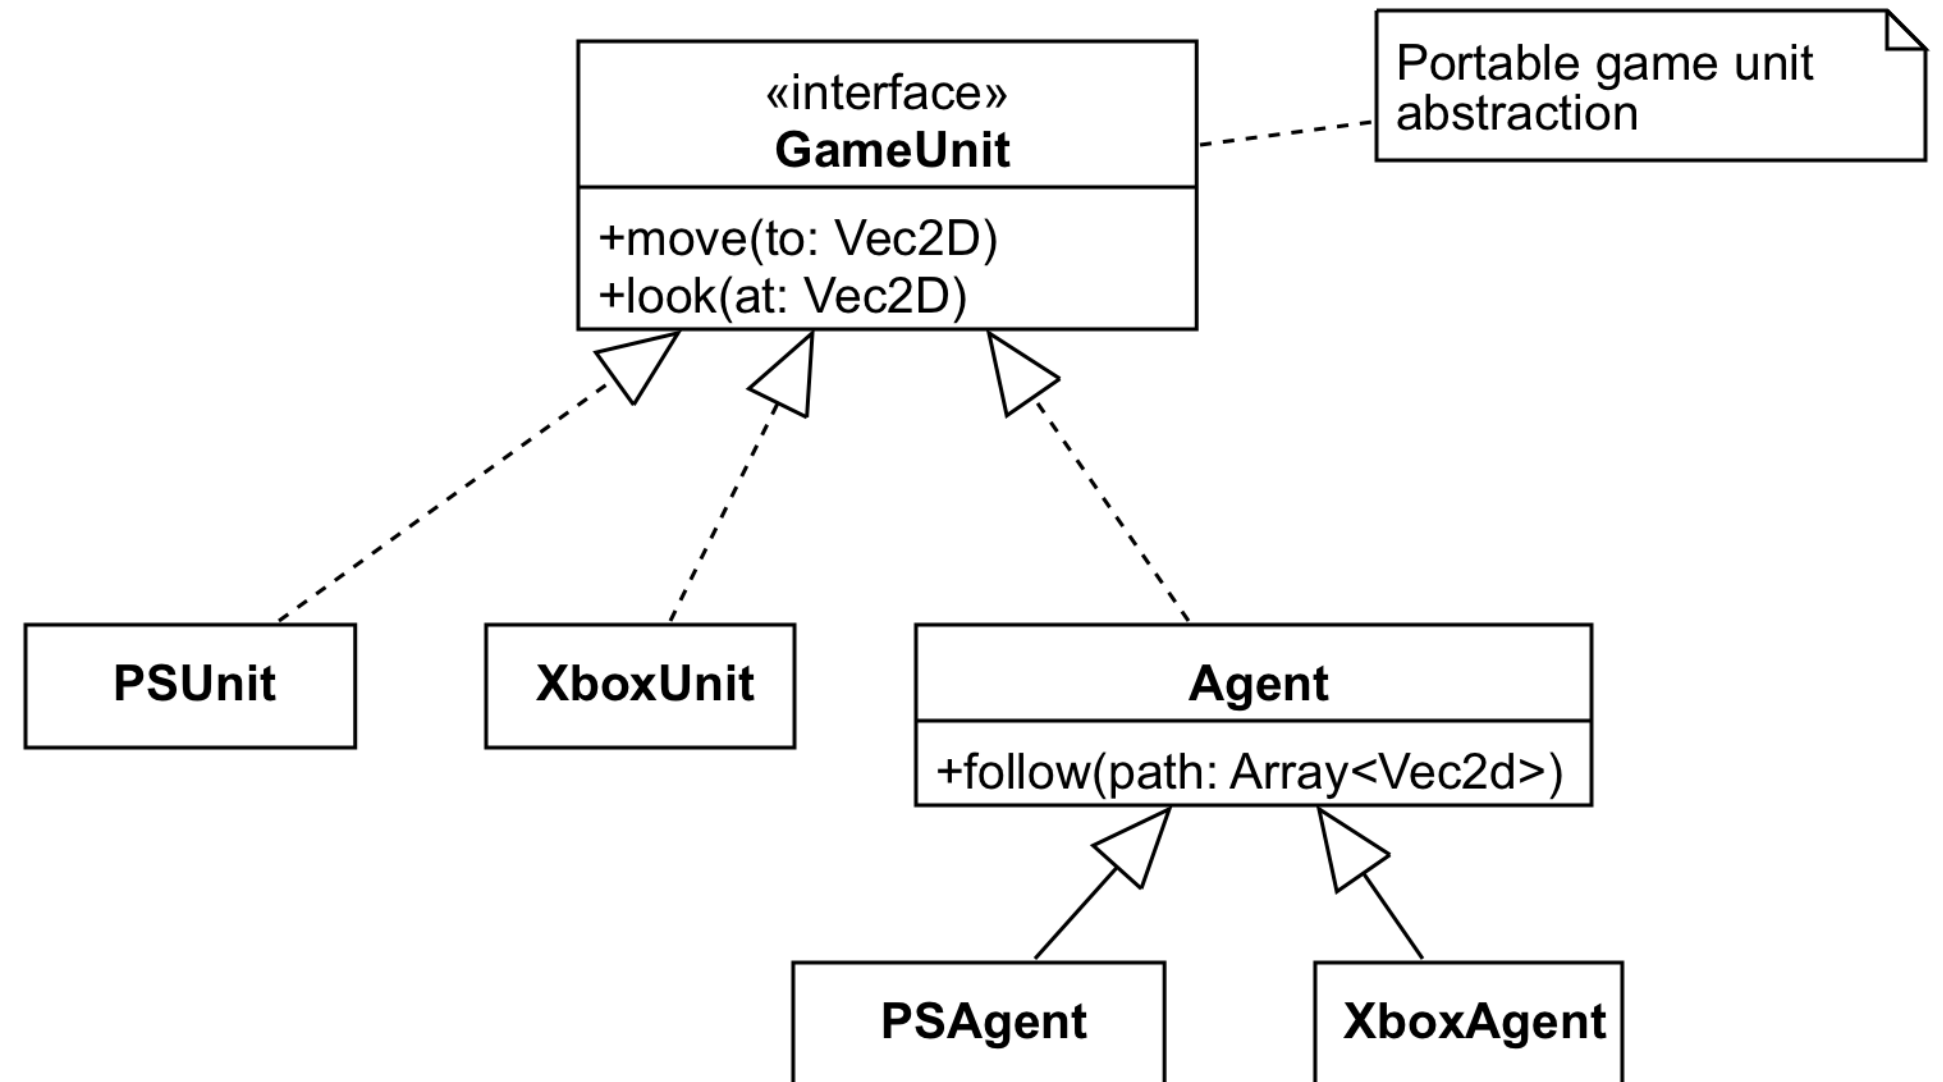 «interface»
GameUnit
+move(to: Vec2D)
+look(at: Vec2D)
Portable game unit
abstraction
PSUnit
XboxUnit
Agent
+follow(path: Array<Vec2d>)
PSAgent
XboxAgent